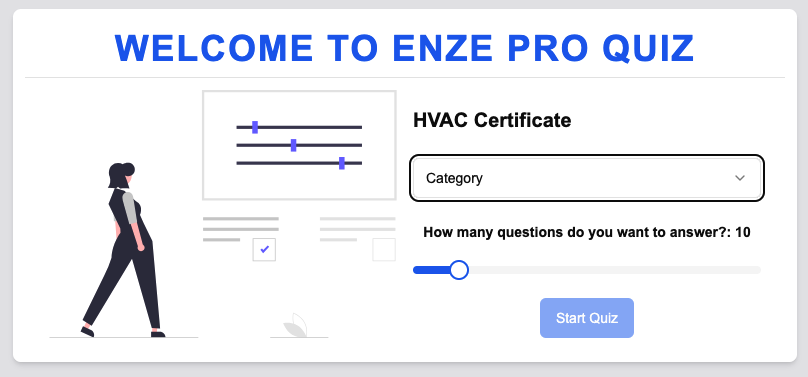 WELCOME TO ENZE PRO QUIZ
HVAC Certificate
Category
How many questions do you want to answer?: 10
Start Quiz